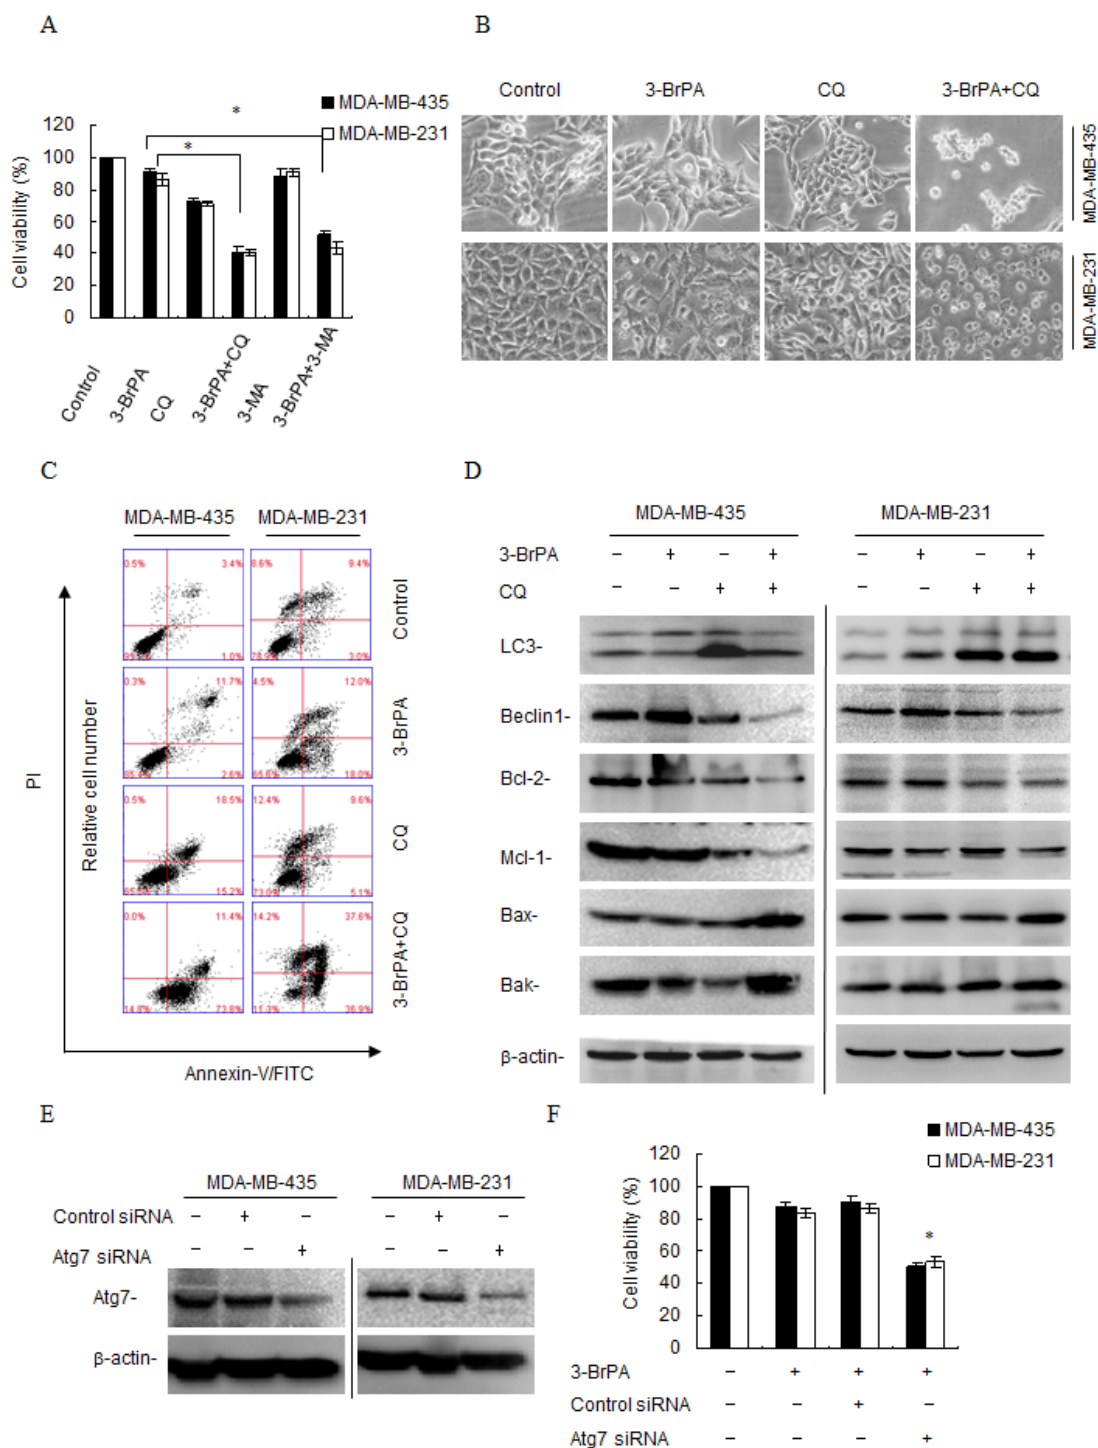 A
MDA-MB-435
MDA-MB-231
*
*
Cell viability (%)
120
100
80
60
40
20
0
Control
3-BrPA
CQ
3-BrPA+CQ
3-MA
3-BrPA+3-MA
B
Control 3-BrPA CQ 3-BrPA+CQ
MDA-MB-435
MDA-MB-231
C
MDA-MB-435 MDA-MB-231
PI
Relative cell number
0.5% 3.4% 8.6% 9.4%
1.0% 78.9% 3.0%
Control
0.3% 11.7% 4.5% 12.0%
85.4% 2.6% 65.6% 18.0%
3-BrPA
0.5% 18.5% 12.4% 9.6%
15.2% 73.0% 5.1%
CQ
0.0% 11.4% 14.2% 37.6%
14.8% 73.8% 36.9%
3-BrPA+CQ
Annexin-V/FITC
D
MDA-MB-435 MDA-MB-231
3-BrPA – + – + – + – +
CQ – – + + – – + +
LC3-
Beclin1-
Bcl-2-
Mcl-1-
Bax-
Bak-
β-actin-
E
MDA-MB-435 MDA-MB-231
Control siRNA – + – – + –
Atg7 siRNA – – + – – +
Atg7-
β-actin-
F
MDA-MB-435
MDA-MB-231
Cell viability (%)
120
100
80
60
40
20
0
*
3-BrPA – + + +
Control siRNA – – + –
Atg7 siRNA – – – +